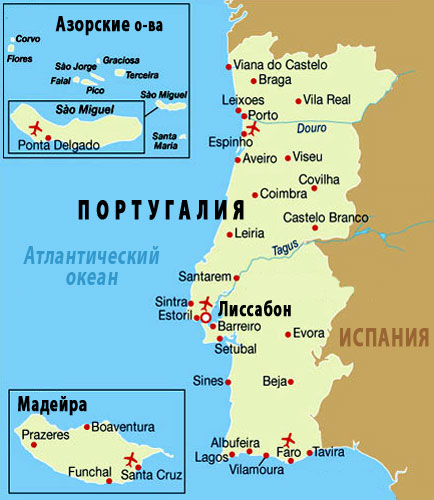 Азорские о-ва
Corvo
Flores
Graciosa
São Jorge
Terceira
Faial
Pico
São Miguel
São Miguel
Ponta Delgado
Santa
Maria
Viana do Castelo
Braga
Leixoes
Vila Real
Porto
Douro
Espinho
Aveiro
Viseu
Covilha
Coimbra
ПОРТУГАЛИЯ
Castelo Branco
Leiria
Tagus
Атлантический
океан
Santarem
Sintra
Лиссабон
Estoril
Barreiro
Evora
ИСПАНИЯ
Setubal
Sines
Beja
Мадейра
Boaventura
Prazeres
Funchal
Santa Cruz
Albufeira
Faro
Tavira
Lagos
Vilamoura